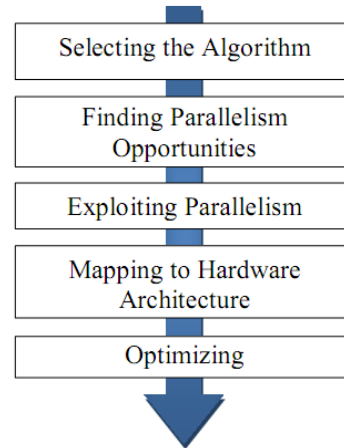 Selecting the Algorithm
Finding Parallelism
Opportunities
Exploiting Parallelism
Mapping to Hardware
Architecture
Optimizing